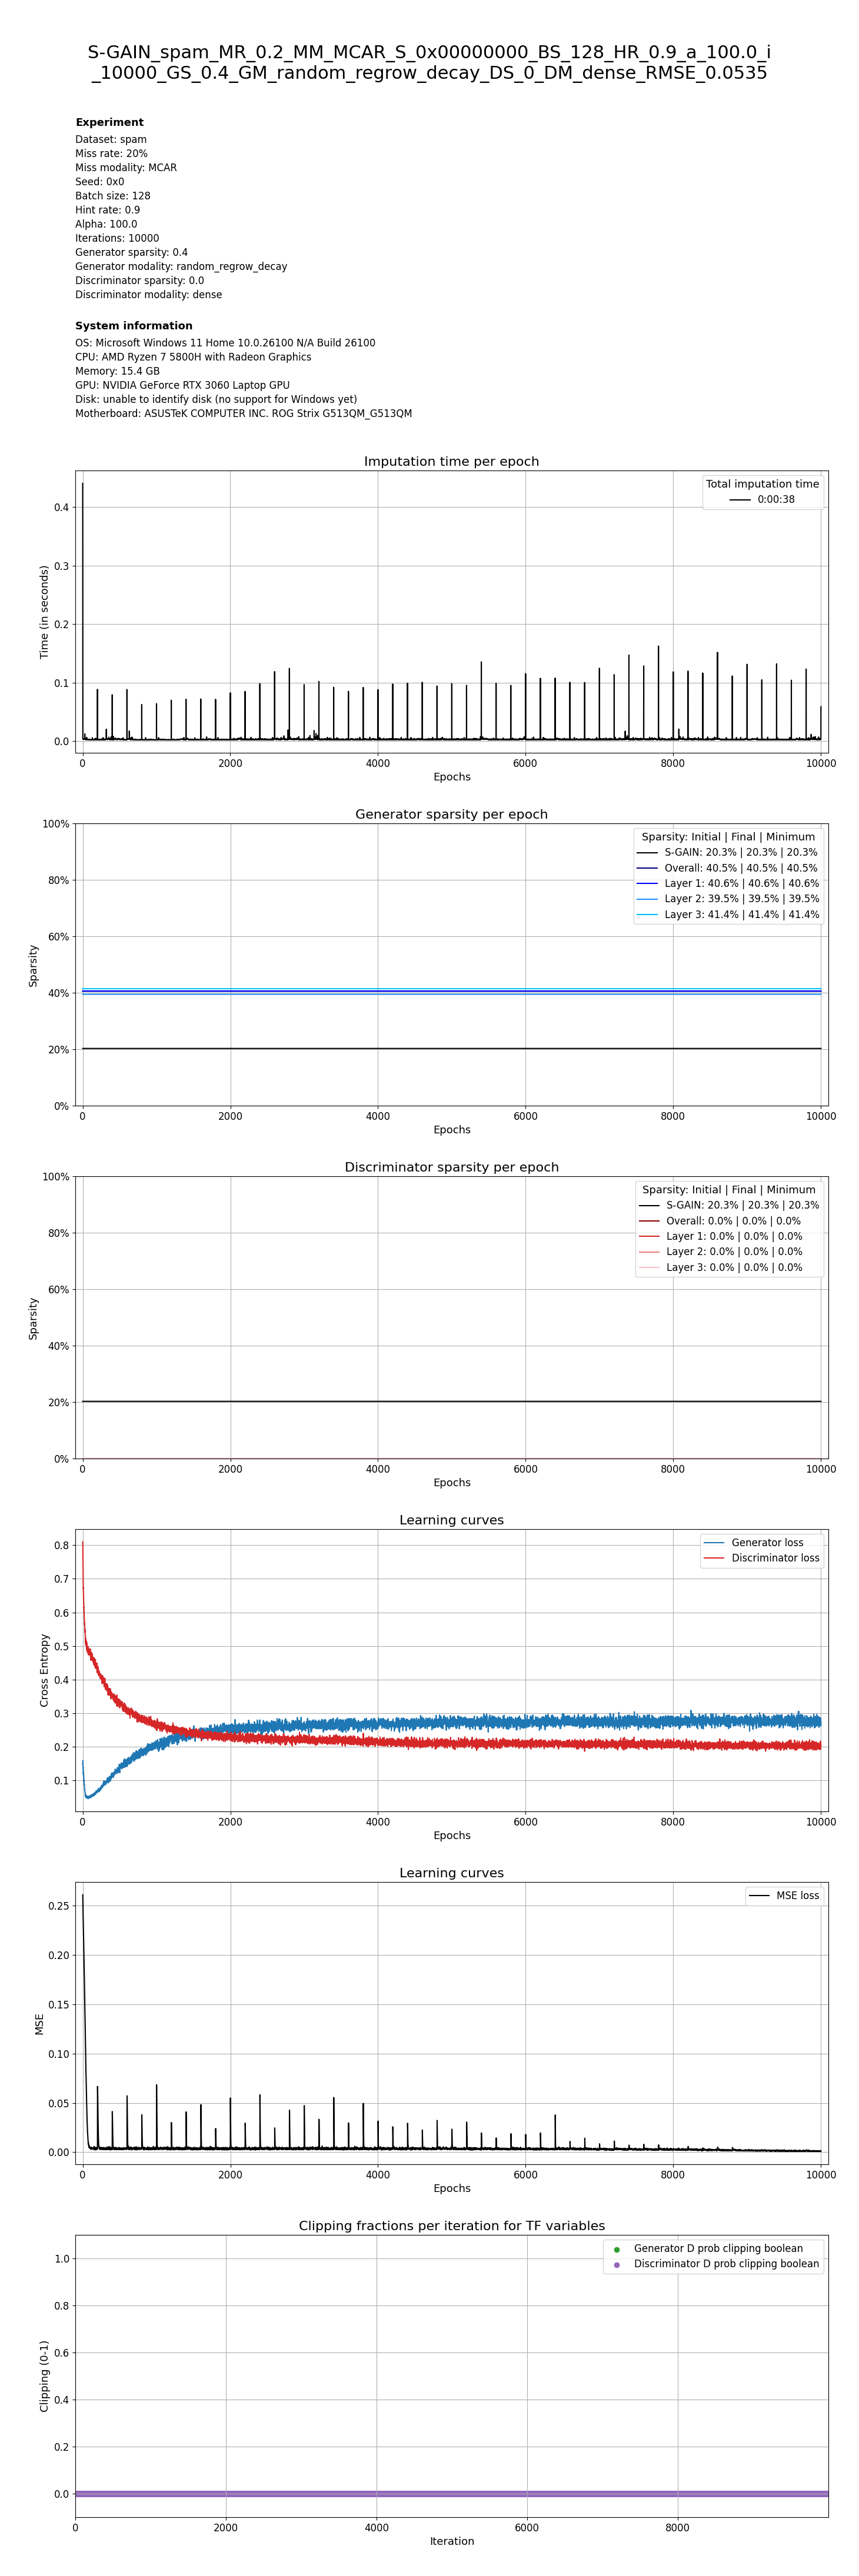 S-GAIN_spam_MR_0.2_MM_MCAR_S_0x00000000_BS_128_HR_0.9_a_100.0_i
_10000_GS_0.4_GM_random_regrow_decay_DS_0_DM_dense_RMSE_0.0535
Experiment
Dataset: spam
Miss rate: 20%
Miss modality: MCAR
Seed: 0x0
Batch size: 128
Hint rate: 0.9
Alpha: 100.0
Iterations: 10000
Generator sparsity: 0.4
Generator modality: random_regrow_decay
Discriminator sparsity: 0.0
Discriminator modality: dense
System information
OS: Microsoft Windows 11 Home 10.0.26100 N/A Build 26100
CPU: AMD Ryzen 7 5800H with Radeon Graphics
Memory: 15.4 GB
GPU: NVIDIA GeForce RTX 3060 Laptop GPU
Disk: unable to identify disk (no support for Windows yet)
Motherboard: ASUSTeK COMPUTER INC. ROG Strix G513QM_G513QM
Imputation time per epoch
Total imputation time
0:00:38
Time (in seconds)
0.4
0.3
0.2
0.1
0.0
0 2000 4000 6000 8000 10000
Epochs
Generator sparsity per epoch
Sparsity: Initial | Final | Minimum
S-GAIN: 20.3% | 20.3% | 20.3%
Overall: 40.5% | 40.5% | 40.5%
Layer 1: 40.6% | 40.6% | 40.6%
Layer 2: 39.5% | 39.5% | 39.5%
Layer 3: 41.4% | 41.4% | 41.4%
Sparsity
100%
80%
60%
40%
20%
0%
0 2000 4000 6000 8000 10000
Epochs
Discriminator sparsity per epoch
Sparsity: Initial | Final | Minimum
S-GAIN: 20.3% | 20.3% | 20.3%
Overall: 0.0% | 0.0% | 0.0%
Layer 1: 0.0% | 0.0% | 0.0%
Layer 2: 0.0% | 0.0% | 0.0%
Layer 3: 0.0% | 0.0% | 0.0%
Sparsity
100%
80%
60%
40%
20%
0%
0 2000 4000 6000 8000 10000
Epochs
Learning curves
Generator loss
Discriminator loss
Cross Entropy
0.8
0.7
0.6
0.5
0.4
0.3
0.2
0.1
0 2000 4000 6000 8000 10000
Epochs
Learning curves
MSE loss
MSE
0.25
0.20
0.15
0.10
0.05
0.00
0 2000 4000 6000 8000 10000
Epochs
Clipping fractions per iteration for TF variables
Generator D prob clipping boolean
Discriminator D prob clipping boolean
Clipping (0-1)
1.0
0.8
0.6
0.4
0.2
0.0
0 2000 4000 6000 8000
Iteration